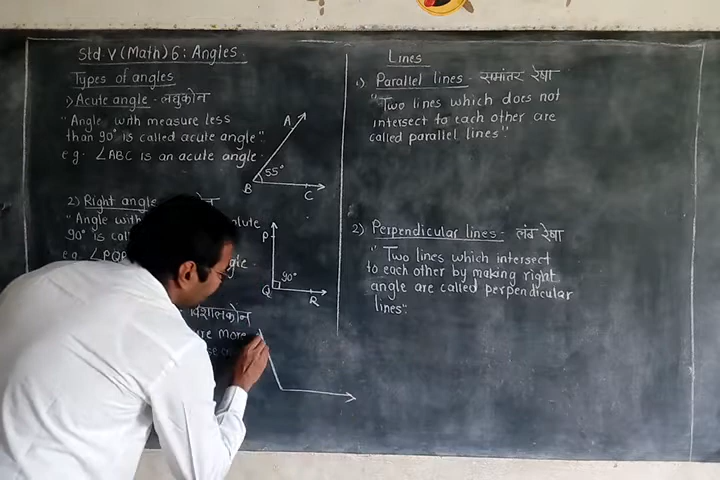 Std. V (Math) 6: Angles.
Types of angles
1) Acute angle - लघुकोन
"Angle with measure less
than 90° is called acute angle".
eg. ∠ABC is an acute angle.
A
55°
B
C
2) Right angle
"Angle with
90° is
eg.
P
90°
Q
R
विशालकोन
more
Lines
1) Parallel lines - समांतर रेषा
"Two lines which does not
intersect to each other are
called parallel lines".
2) Perpendicular lines - लंब रेषा
"Two lines which intersect
to each other by making right
angle are called perpendicular
lines".